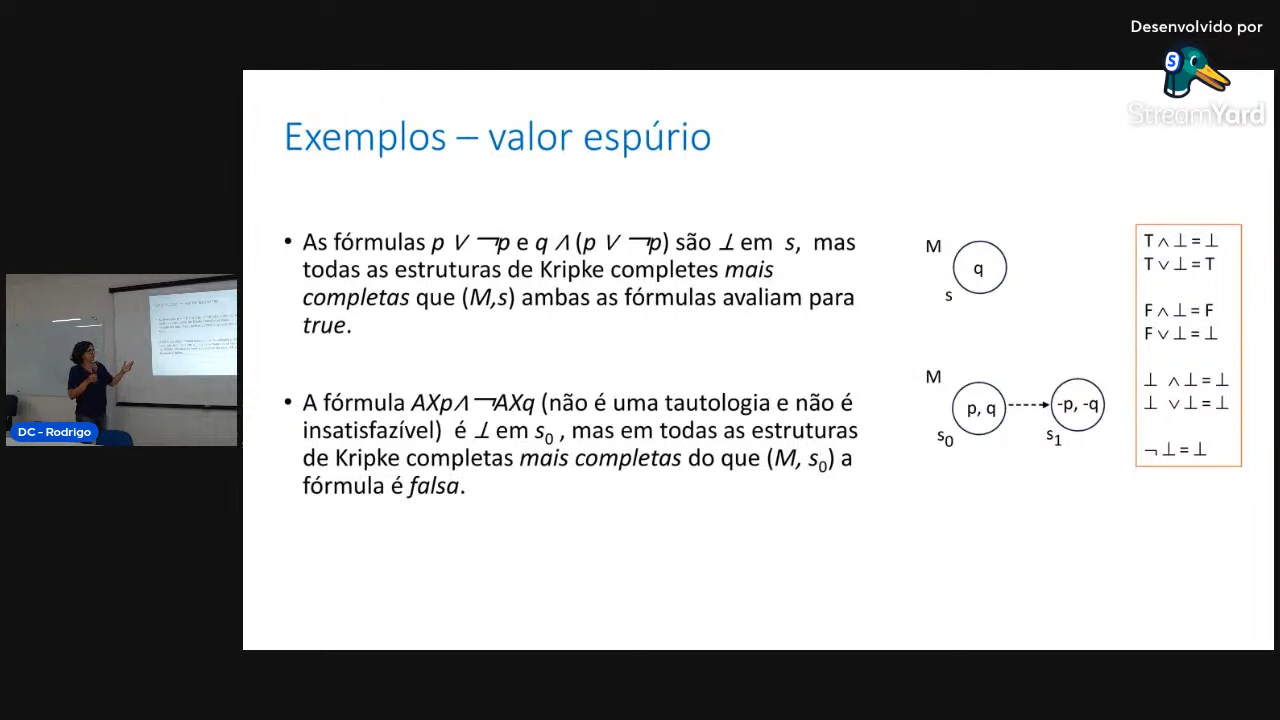 Desenvolvido por
StreamYard
Exemplos – valor espúrio
• As fórmulas p ∨ ¬p e q ∧ (p ∨ ¬p) são ⊥ em s, mas
todas as estruturas de Kripke completes mais
completas que (M,s) ambas as fórmulas avaliam para
true.
• A fórmula AXp∧¬AXq (não é uma tautologia e não é
insatisfazível) é ⊥ em s0 , mas em todas as estruturas
de Kripke completas mais completas do que (M, s0) a
fórmula é falsa.
M
q
s
M
p, q
-p, -q
s0
s1
T ∧ ⊥ = ⊥
T ∨ ⊥ = T
F ∧ ⊥ = F
F ∨ ⊥ = ⊥
⊥ ∧ ⊥ = ⊥
⊥ ∨ ⊥ = ⊥
¬ ⊥ = ⊥
DC - Rodrigo